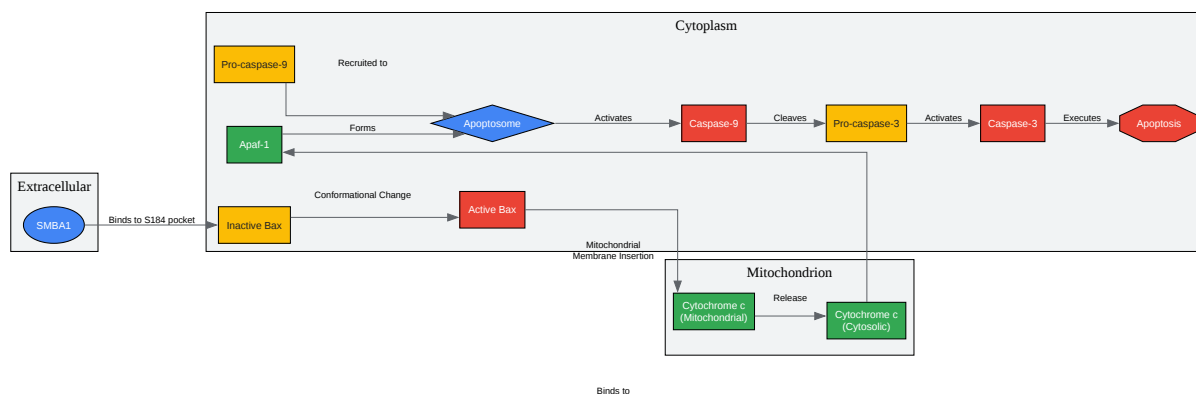 Cytoplasm
Pro-caspase-9
Recruited to
Apaf-1
Forms
Apoptosome
Activates
Caspase-9
Cleaves
Pro-caspase-3
Activates
Caspase-3
Executes
Apoptosis
Extracellular
SMBA1
Binds to S184 pocket
Inactive Bax
Conformational Change
Active Bax
Mitochondrial
Membrane Insertion
Mitochondrion
Cytochrome c
(Mitochondrial)
Release
Cytochrome c
(Cytosolic)
Binds to